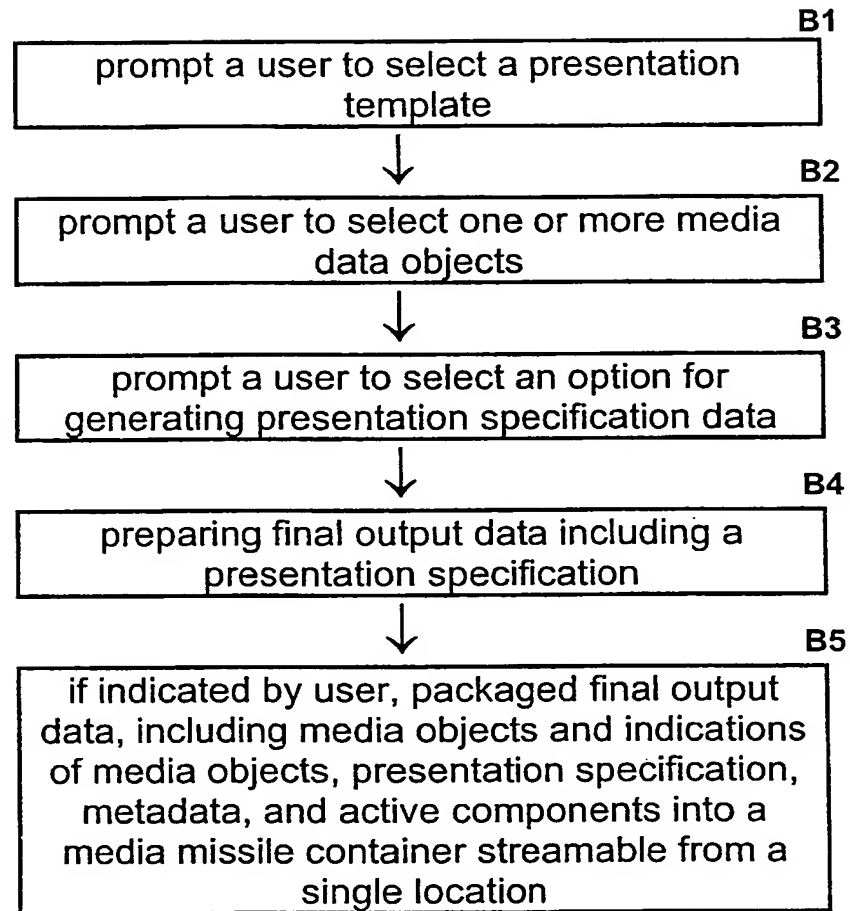 B1
prompt a user to select a presentation
template
B2
prompt a user to select one or more media
data objects
B3
prompt a user to select an option for
generating presentation specification data
B4
preparing final output data including a
presentation specification
B5
if indicated by user, packaged final output
data, including media objects and indications
of media objects, presentation specification,
metadada, and active components into a
media missile container streamable from a
single location